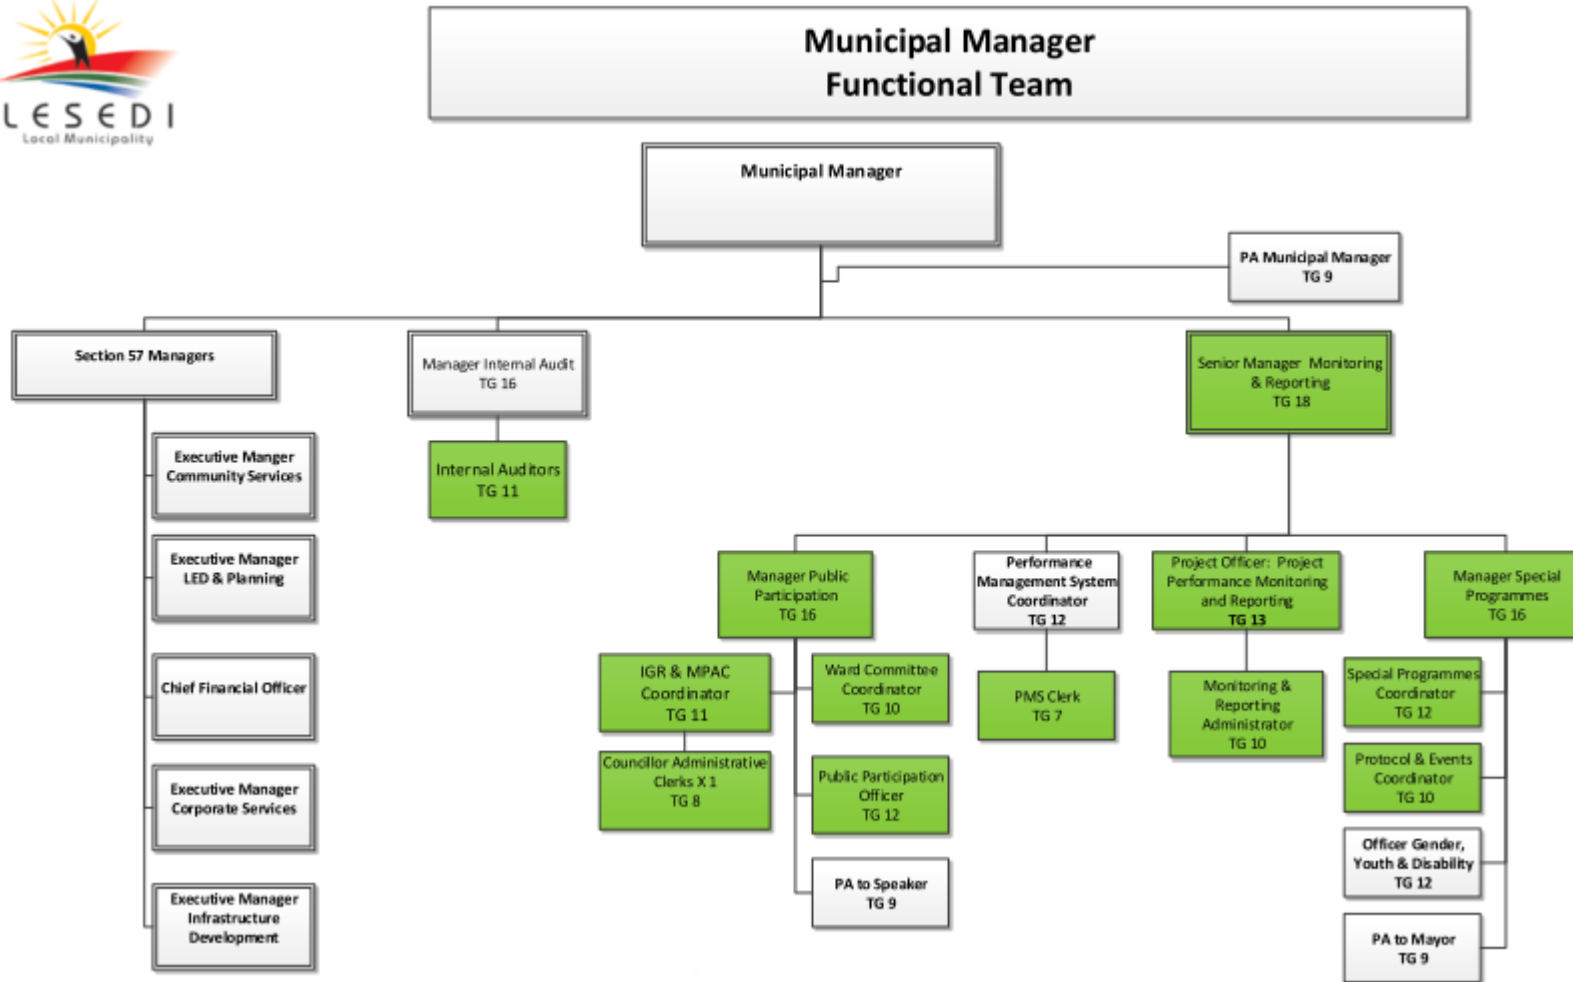 LESEDI
Local Municipality
Municipal Manager
Functional Team
Municipal Manager
PA Municipal Manager
TG 9
Section 57 Managers
Manager Internal Audit
TG 16
Senior Manager Monitoring
& Reporting
TG 18
Executive Manger
Community Services
Executive Manager
LED & Planning
Chief Financial Officer
Executive Manager
Corporate Services
Executive Manager
Infrastructure
Development
Internal Auditors
TG 11
Manager Public
Participation
TG 16
Performance
Management System
Coordinator
TG 12
Project Officer: Project
Performance Monitoring
and Reporting
TG 13
Manager Special
Programmes
TG 16
IGR & MPAC
Coordinator
TG 11
Councillor Administrative
Clerks X 1
TG 8
Ward Committee
Coordinator
TG 10
Public Participation
Officer
TG 12
PA to Speaker
TG 9
PMS Clerk
TG 7
Monitoring &
Reporting
Administrator
TG 10
Special Programmes
Coordinator
TG 12
Protocol & Events
Coordinator
TG 10
Officer Gender,
Youth & Disability
TG 12
PA to Mayor
TG 9